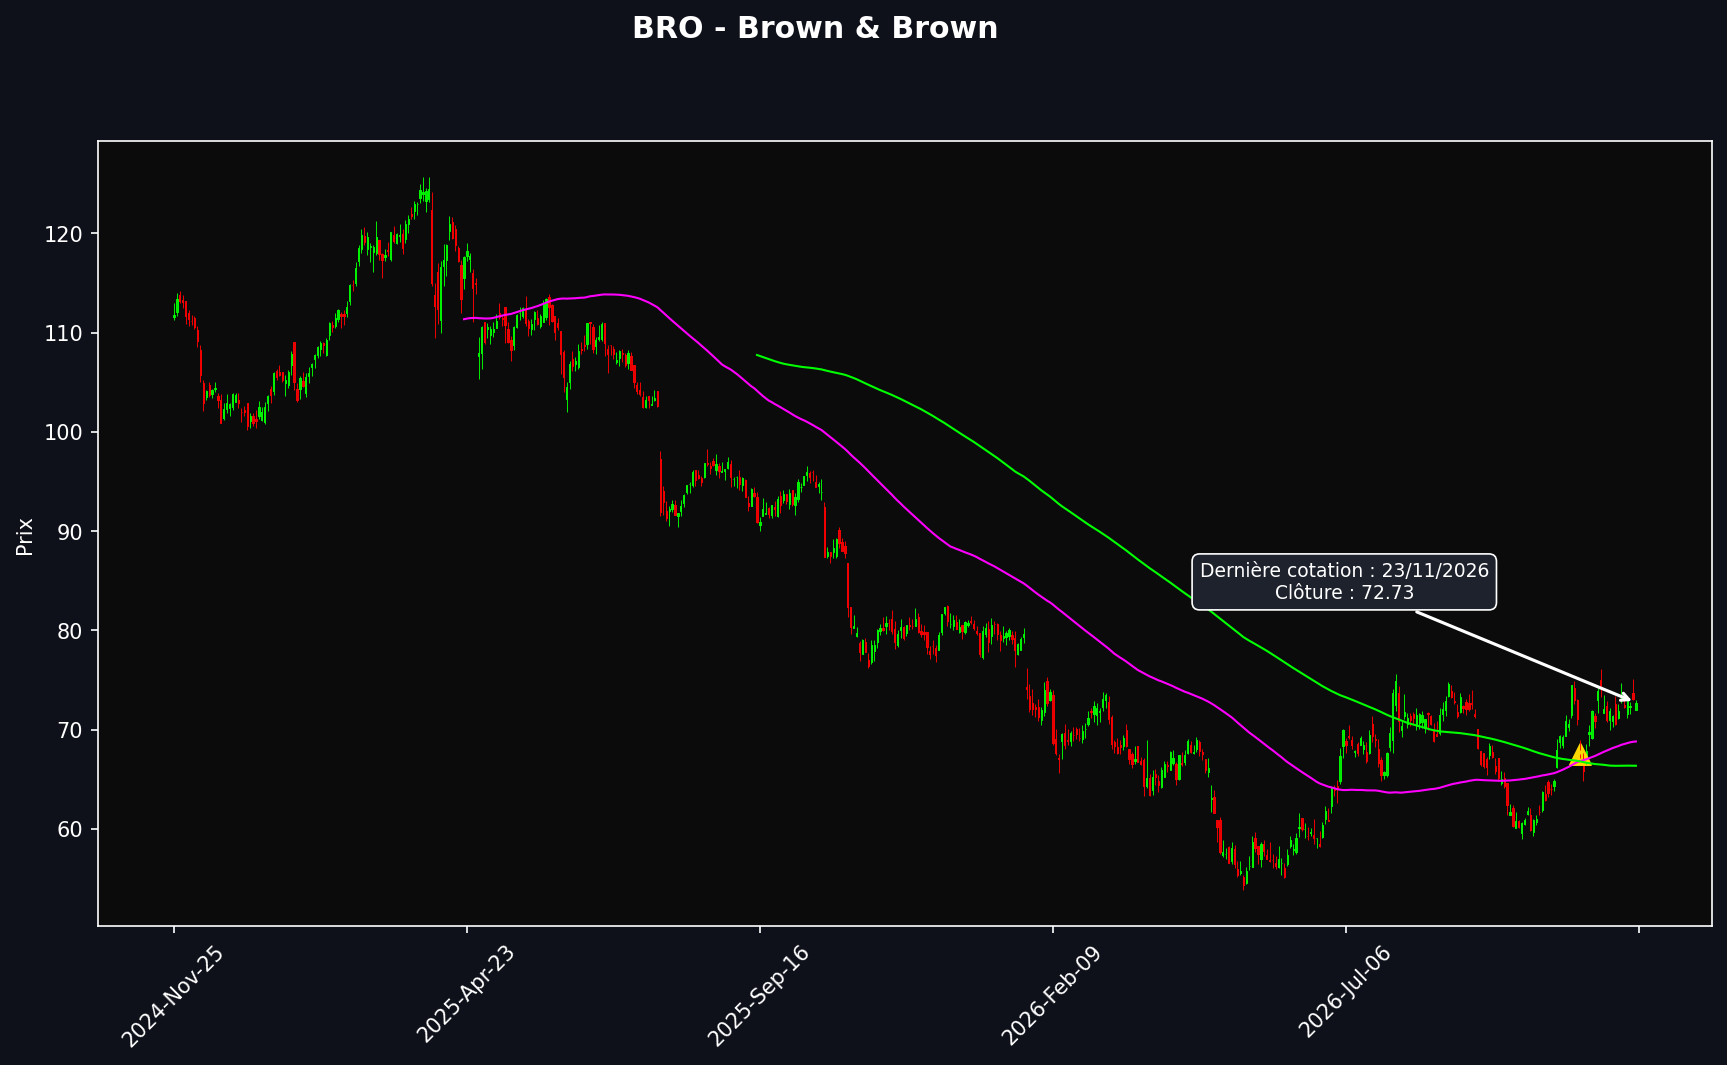 BRO - Brown & Brown
Prix
120
110
100
90
80
70
60
Dernière cotation : 23/11/2026
Clôture : 72.73
2024-Nov-25
2025-Apr-23
2025-Sep-16
2026-Feb-09
2026-Jul-06